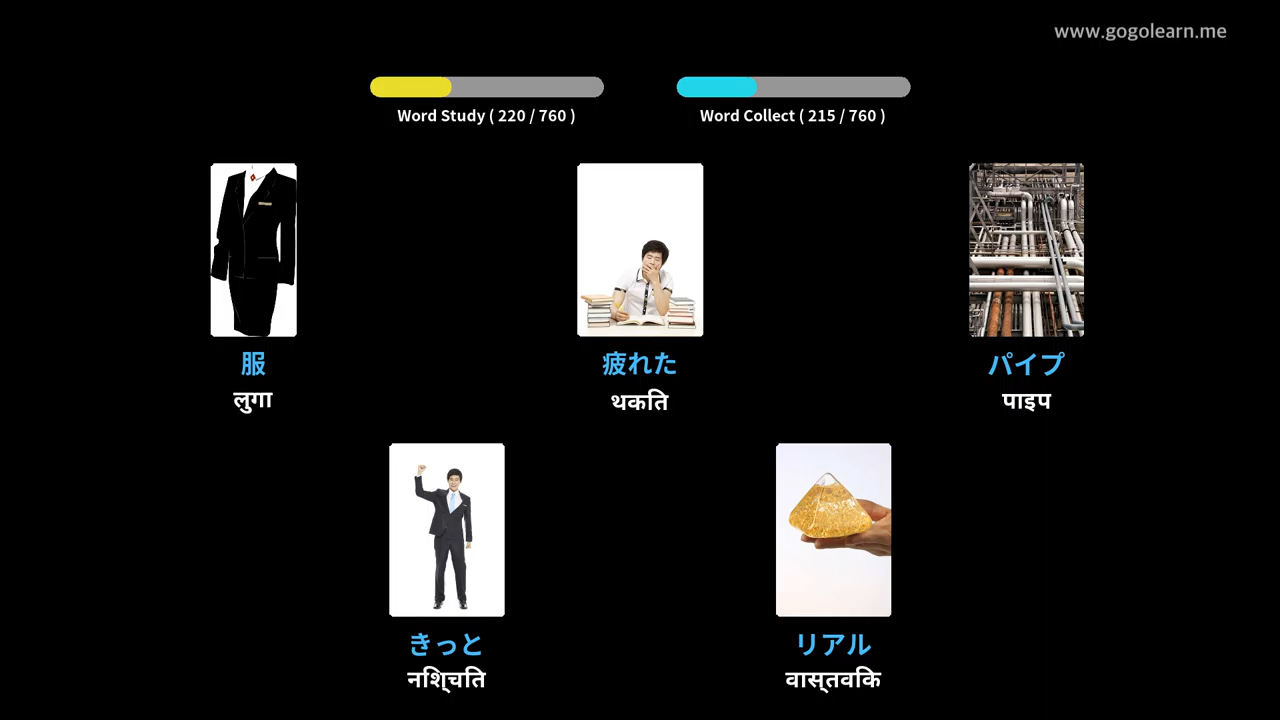 www.gogolearn.me
Word Study ( 220 / 760 )
Word Collect ( 215 / 760 )
服
लुगा
疲れた
थकति
パイプ
पाइप
きっと
नशि्चति
リアル
वास्‌तवकि